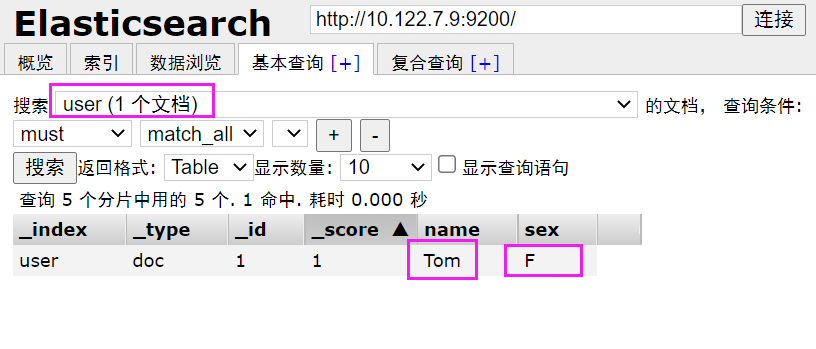 Elasticsearch http://10.122.7.9:9200/ 连接
概览 索引 数据浏览 基本查询 [+] 复合查询 [+]
搜索 user (1 个文档) 的文档， 查询条件:
must match_all + -
搜索 返回格式: Table 显示数量: 10 显示查询语句
查询 5 个分片中用的 5 个. 1 命中. 耗时 0.000 秒
_index _type _id _score ▲ name sex
user doc 1 1 Tom F